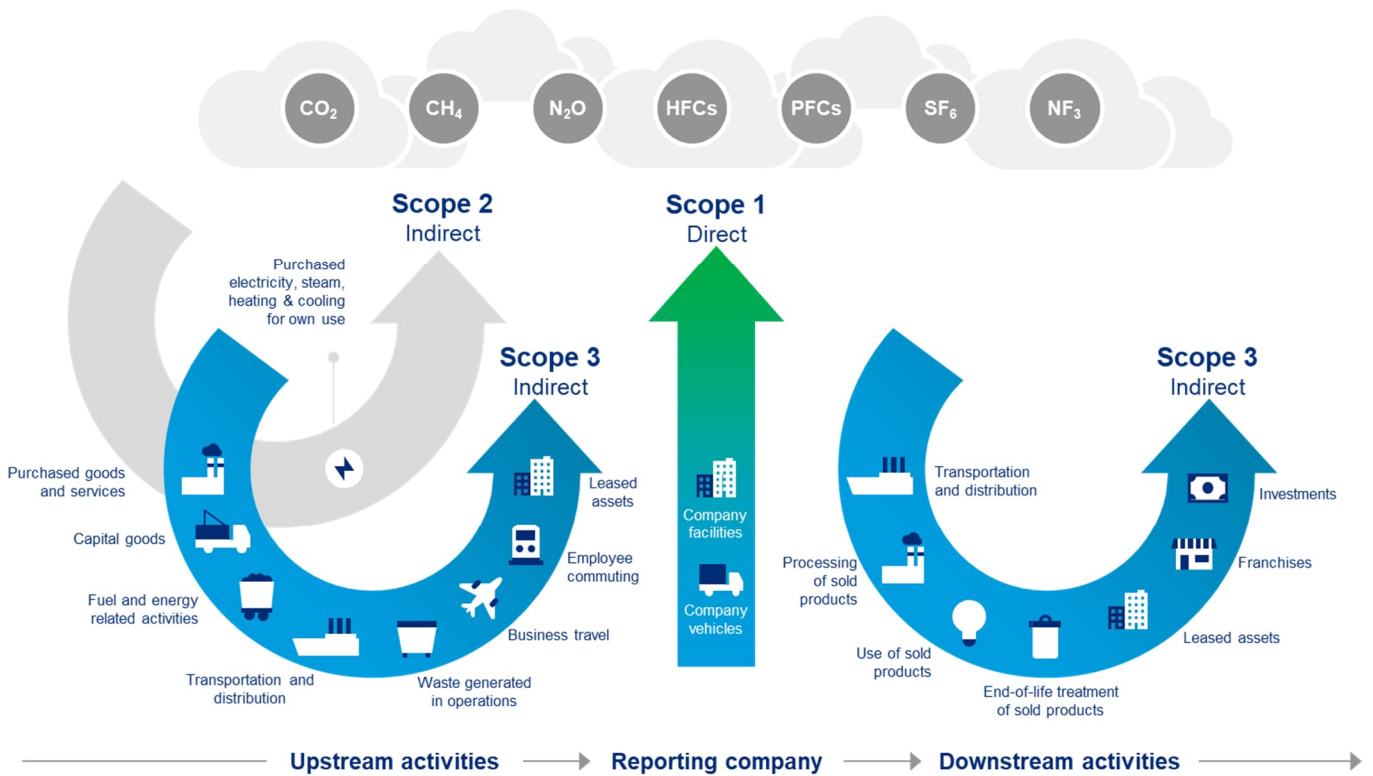 CO₂
CH₄
N₂O
HFCs
PFCs
SF₆
NF₃
Scope 2
Indirect
Purchased
electricity, steam,
heating & cooling
for own use
Scope 1
Direct
Scope 3
Indirect
Scope 3
Indirect
Purchased goods
and services
Capital goods
Fuel and energy
related activities
Transportation and
distribution
Waste generated
in operations
Business travel
Employee
commuting
Leased
assets
Company
facilities
Company
vehicles
Transportation
and distribution
Processing
of sold
products
Use of sold
products
End-of-life treatment
of sold products
Leased assets
Franchises
Investments
Upstream activities
Reporting company
Downstream activities